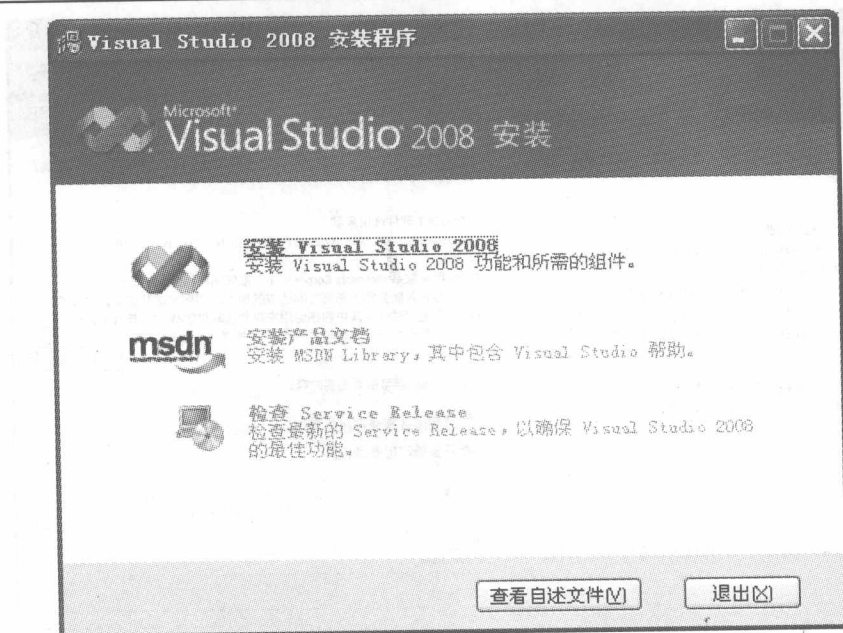 Visual Studio 2008 安装程序
Microsoft®
Visual Studio 2008 安装
安装 Visual Studio 2008
安装 Visual Studio 2008 功能和所需的组件。
msdn
安装产品文档
安装 MSDN Library，其中包含 Visual Studio 帮助。
检查 Service Release
检查最新的 Service Release，以确保 Visual Studio 2008
的最佳功能。
查看自述文件(V)
退出(X)